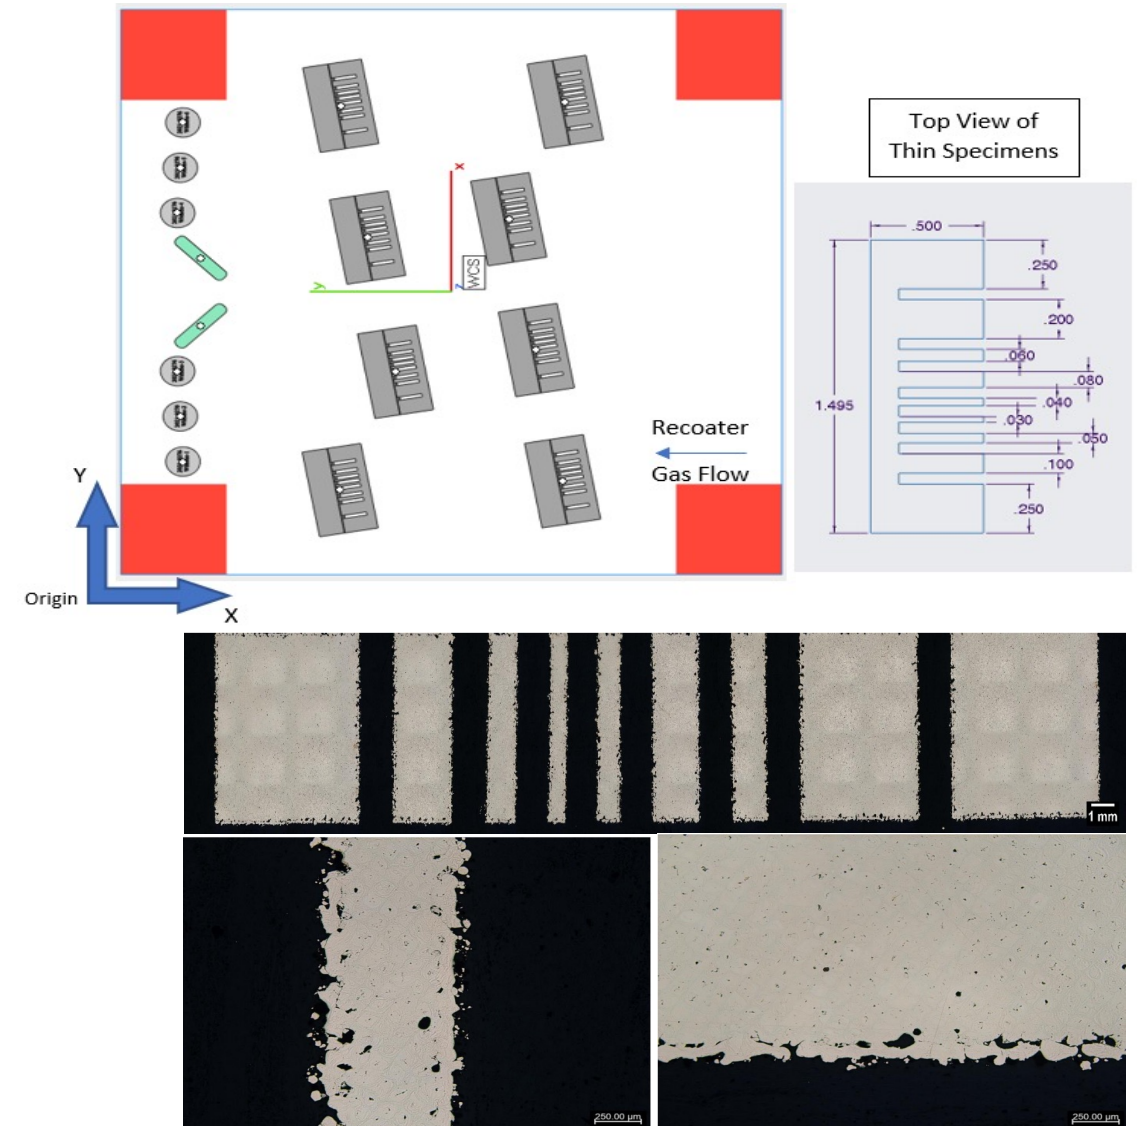 x
y
z
WCS
Recoater
Gas Flow
Y
Origin
X
Top View of
Thin Specimens
.500
.250
.200
.060
.080
1.495
.040
.030
.050
.100
.250
1 mm
250.00 µm
250.00 µm